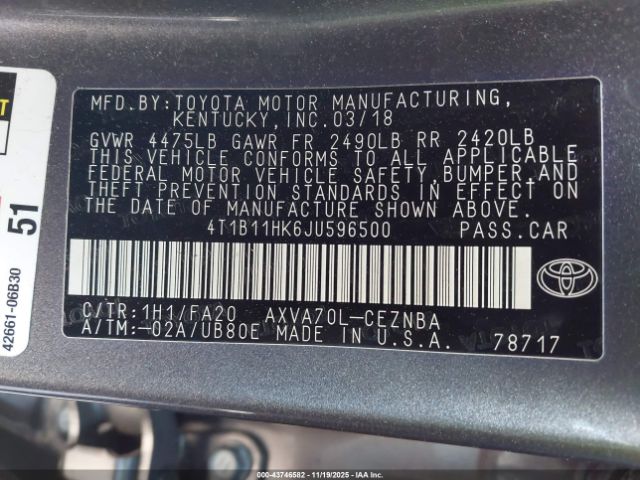 MFD.BY:TOYOTA MOTOR MANUFACTURING,
KENTUCKY,INC.03/18
GVWR 4475LB GAWR FR 2490LB RR 2420LB
THIS VEHICLE CONFORMS TO ALL APPLICABLE
FEDERAL MOTOR VEHICLE SAFETY,BUMPER,AND
THEFT PREVENTION STANDARDS IN EFFECT ON
THE DATE OF MANUFACTURE SHOWN ABOVE.
4T1B11HK6JU596500 PASS.CAR
C/TR:1H1/FA20 AXVA70L-CEZNBA
A/TM:-02A/UB80E MADE IN U.S.A. 78717
51
42661-06B30
000-43746582 - 11/19/2025 - IAA Inc.